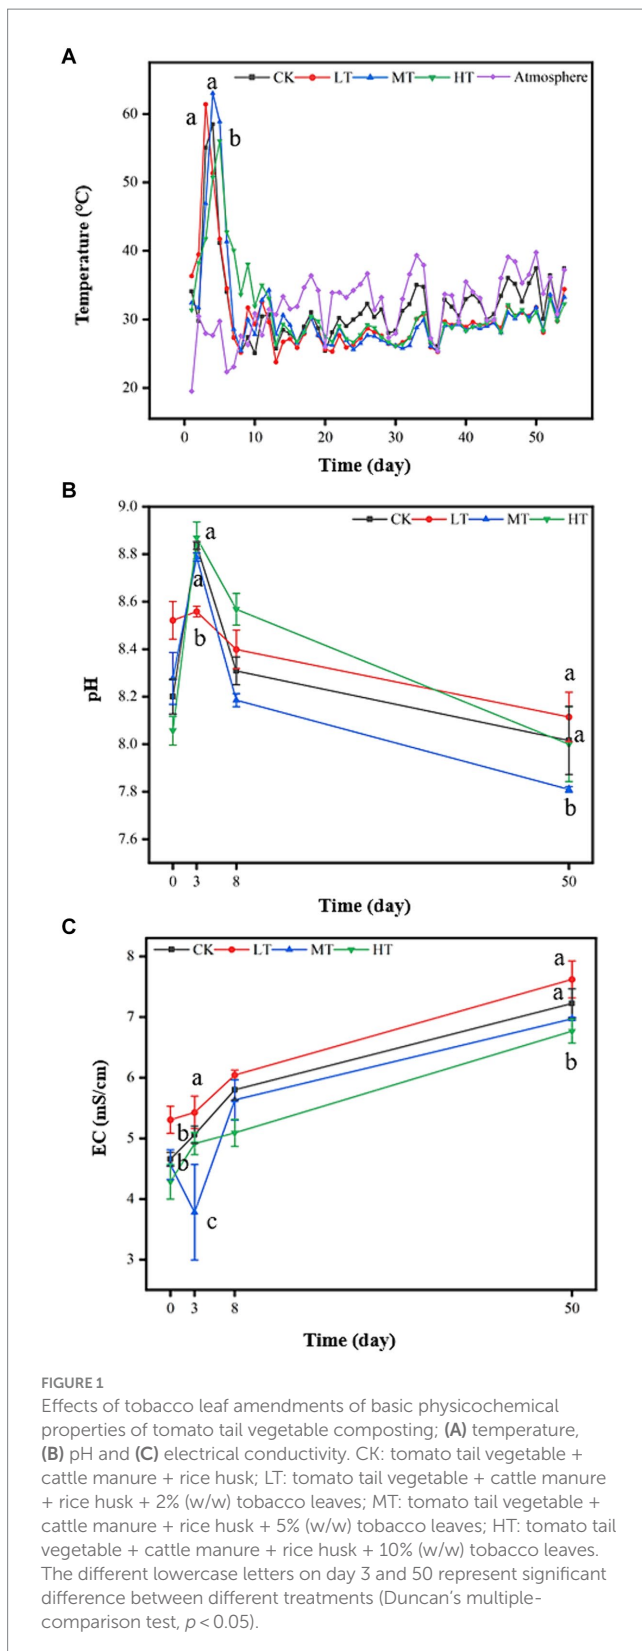 A
CK LT MT HT Atmosphere
a
a
b
60
50
40
30
20
Temperature (°C)
0 10 20 30 40 50
Time (day)
B
CK LT MT HT
9.0
8.8
8.6
8.4
8.2
8.0
7.8
7.6
pH
a
a
b
a
a
b
0 3 8 50
Time (day)
C
CK LT MT HT
8
7
6
5
4
3
EC (mS/cm)
a
a
a
b
b
b
c
0 3 8 50
Time (day)
FIGURE 1
Effects of tobacco leaf amendments of basic physicochemical
properties of tomato tail vegetable composting; (A) temperature,
(B) pH and (C) electrical conductivity. CK: tomato tail vegetable +
cattle manure + rice husk; LT: tomato tail vegetable + cattle manure
+ rice husk + 2% (w/w) tobacco leaves; MT: tomato tail vegetable +
cattle manure + rice husk + 5% (w/w) tobacco leaves; HT: tomato tail
vegetable + cattle manure + rice husk + 10% (w/w) tobacco leaves.
The different lowercase letters on day 3 and 50 represent significant
difference between different treatments (Duncan's multiple-
comparison test, p < 0.05).